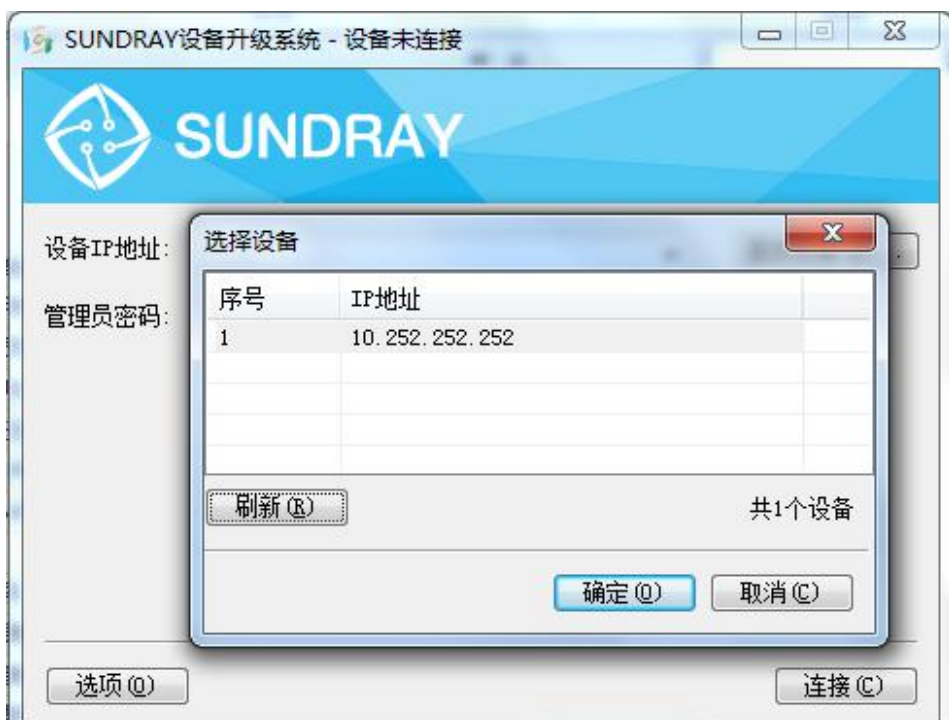 SUNDRAY设备升级系统 - 设备未连接
SUNDRAY
设备IP地址:
管理员密码:
选择设备
序号 IP地址
1 10.252.252.252
刷新(R) 共1个设备
确定(O) 取消(C)
选项(O) 连接(C)